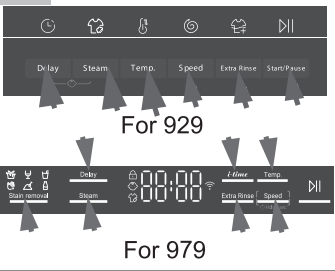 Delay Steam Temp. Speed Extra Rinse Start/Pause
For 929
Delay i-time Temp
88:88
Stain removal Steam Extra Rinse Speed
For 979